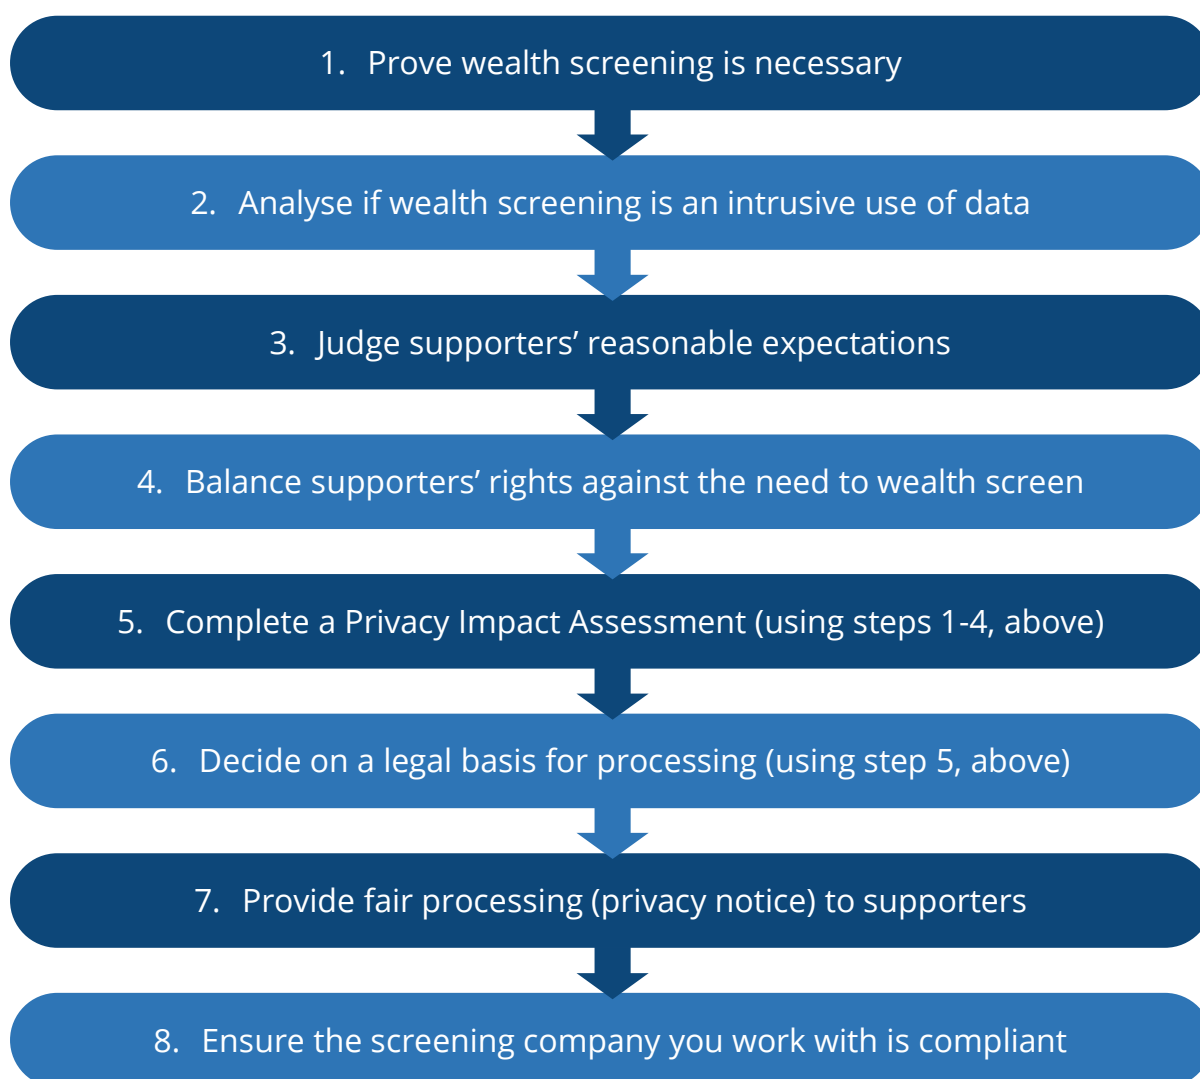 1. Prove wealth screening is necessary
2. Analyse if wealth screening is an intrusive use of data
3. Judge supporters’ reasonable expectations
4. Balance supporters’ rights against the need to wealth screen
5. Complete a Privacy Impact Assessment (using steps 1-4, above)
6. Decide on a legal basis for processing (using step 5, above)
7. Provide fair processing (privacy notice) to supporters
8. Ensure the screening company you work with is compliant